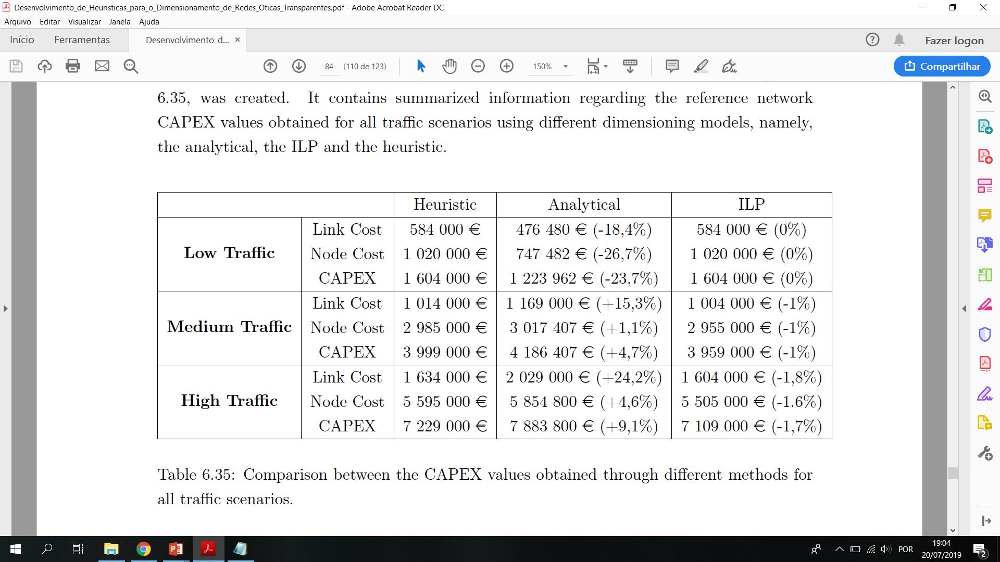 Desenvolvimento_de_Heuristicas_para_o_Dimensionamento_de_Redes_Oticas_Transparentes.pdf - Adobe Acrobat Reader DC
Arquivo Editar Visualizar Janela Ajuda
Início Ferramentas Desenvolvimento_d... × Fazer logon
84 (110 de 123) 150% Compartilhar
6.35, was created. It contains summarized information regarding the reference network
CAPEX values obtained for all traffic scenarios using different dimensioning models, namely,
the analytical, the ILP and the heuristic.
Heuristic Analytical ILP
Low Traffic
Link Cost 584 000 € 476 480 € (-18,4%) 584 000 € (0%)
Node Cost 1 020 000 € 747 482 € (-26,7%) 1 020 000 € (0%)
CAPEX 1 604 000 € 1 223 962 € (-23,7%) 1 604 000 € (0%)
Medium Traffic
Link Cost 1 014 000 € 1 169 000 € (+15,3%) 1 004 000 € (-1%)
Node Cost 2 985 000 € 3 017 407 € (+1,1%) 2 955 000 € (-1%)
CAPEX 3 999 000 € 4 186 407 € (+4,7%) 3 959 000 € (-1%)
High Traffic
Link Cost 1 634 000 € 2 029 000 € (+24,2%) 1 604 000 € (-1,8%)
Node Cost 5 595 000 € 5 854 800 € (+4,6%) 5 505 000 € (-1.6%)
CAPEX 7 229 000 € 7 883 800 € (+9,1%) 7 109 000 € (-1,7%)
Table 6.35: Comparison between the CAPEX values obtained through different methods for
all traffic scenarios.
POR
19:04
20/07/2019
2